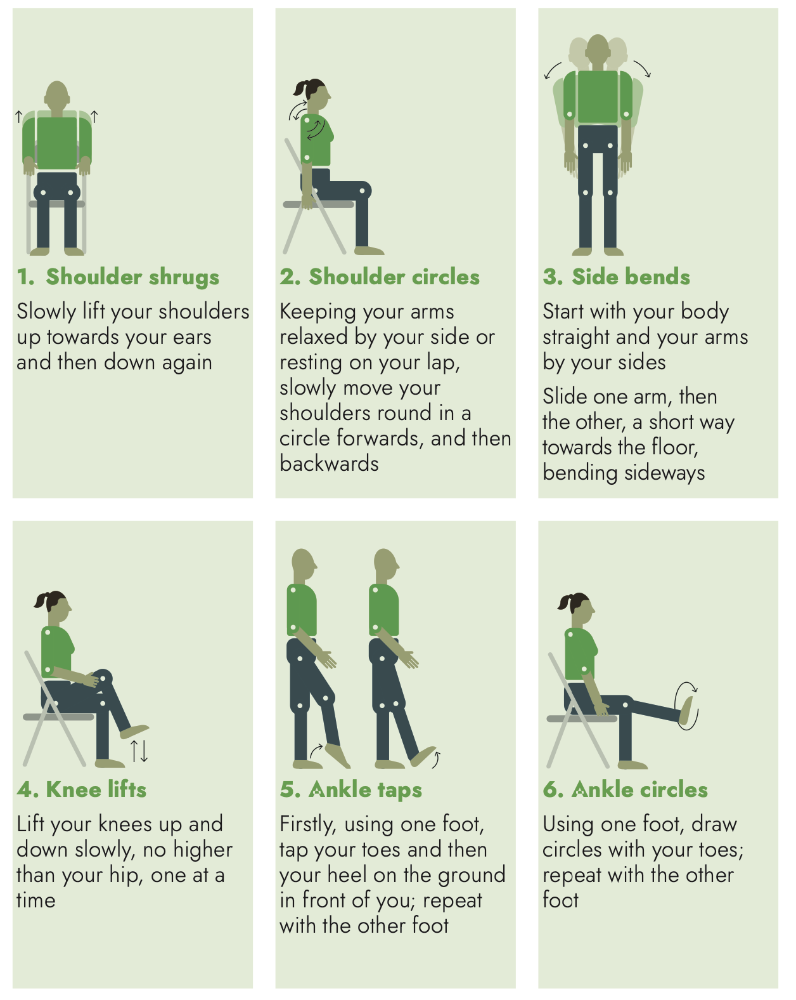 1. Shoulder shrugs
Slowly lift your shoulders
up towards your ears
and then down again
2. Shoulder circles
Keeping your arms
relaxed by your side or
resting on your lap,
slowly move your
shoulders round in a
circle forwards, and then
backwards
3. Side bends
Start with your body
straight and your arms
by your sides
Slide one arm, then
the other, a short way
towards the floor,
bending sideways
4. Knee lifts
Lift your knees up and
down slowly, no higher
than your hip, one at a
time
5. Ankle taps
Firstly, using one foot,
tap your toes and then
your heel on the ground
in front of you; repeat
with the other foot
6. Ankle circles
Using one foot, draw
circles with your toes;
repeat with the other
foot